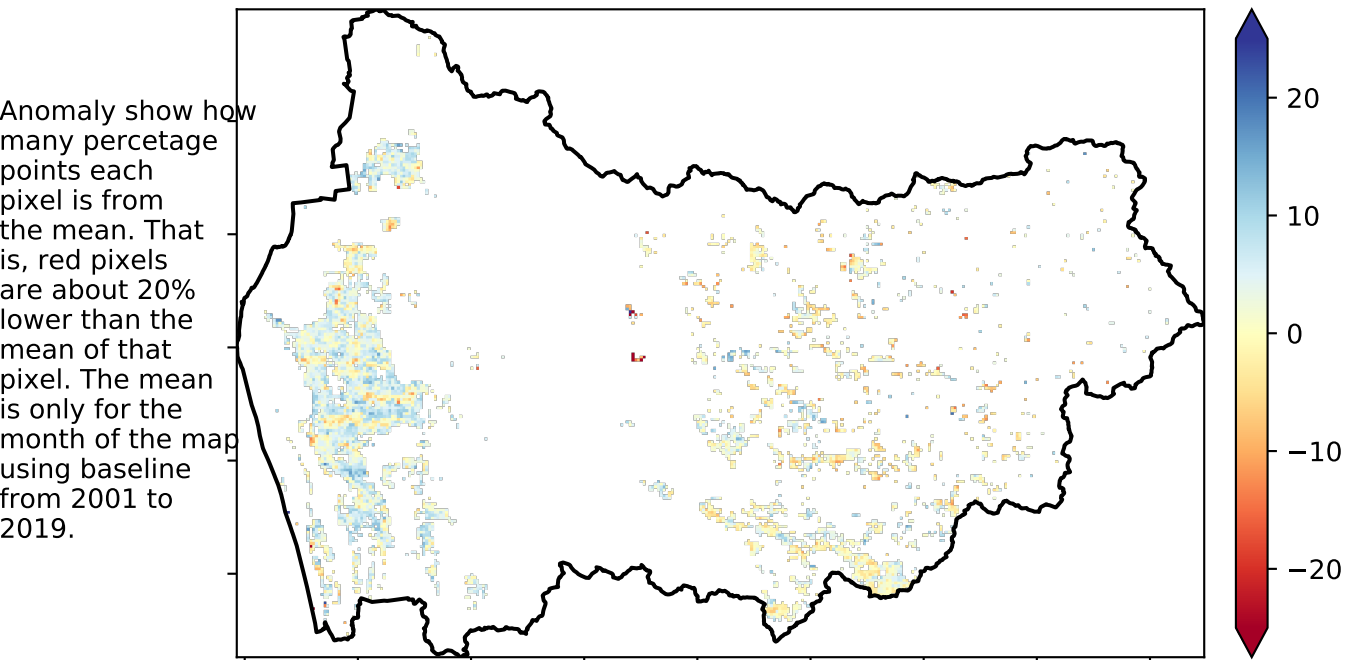 Anomaly show how
many percetage
points each
pixel is from
the mean. That
is, red pixels
are about 20%
lower than the
mean of that
pixel. The mean
is only for the
month of the map
using baseline
from 2001 to
2019.
20
10
0
−10
−20